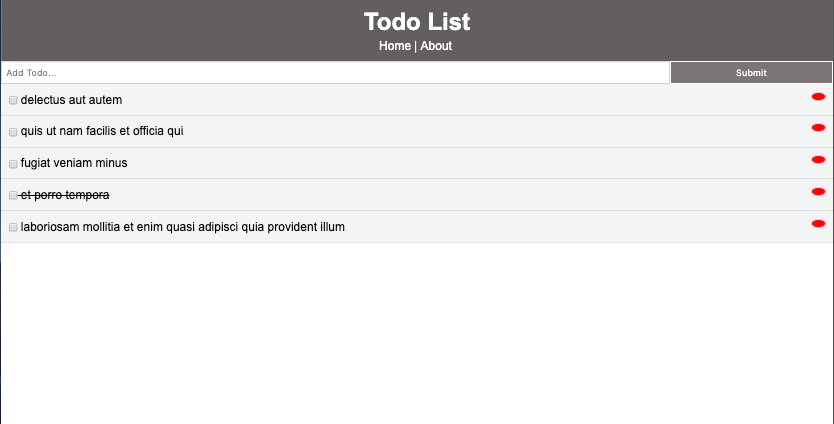 Todo List
Home | About
Add Todo...
Submit
delectus aut autem
quis ut nam facilis et officia qui
fugiat veniam minus
et porro tempora
laboriosam mollitia et enim quasi adipisci quia provident illum